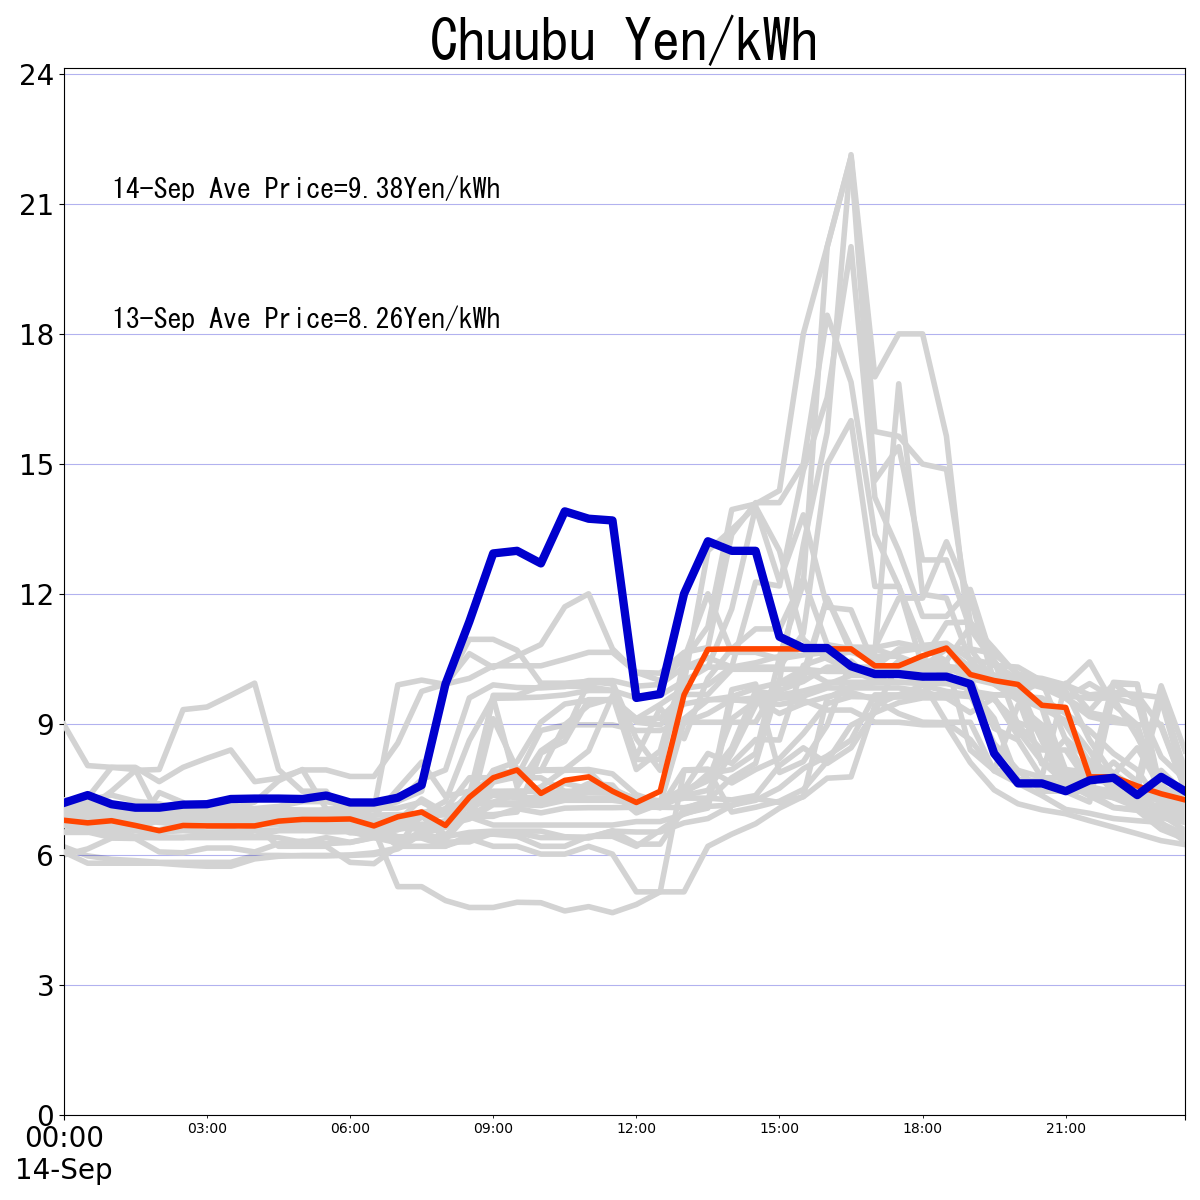 Chuubu Yen/kWh
24
14-Sep Ave Price=9.38Yen/kWh
21
13-Sep Ave Price=8.26Yen/kWh
18
15
12
9
6
3
0
00:00 03:00 06:00 09:00 12:00 15:00 18:00 21:00
14-Sep